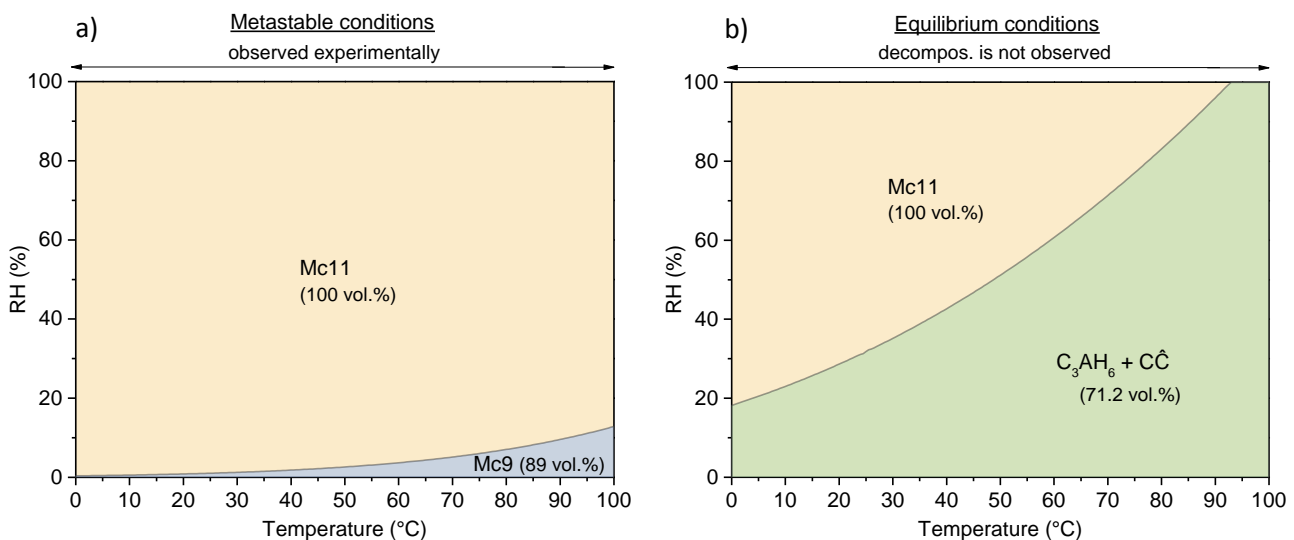 a)
Metastable conditions
observed experimentally
100
80
60
40
20
0
RH (%)
Mc11
(100 vol.%)
Mc9 (89 vol.%)
0 10 20 30 40 50 60 70 80 90 100
Temperature (°C)
b)
Equilibrium conditions
decompos. is not observed
100
80
60
40
20
0
RH (%)
Mc11
(100 vol.%)
C₃AH₆ + CĈ
(71.2 vol.%)
0 10 20 30 40 50 60 70 80 90 100
Temperature (°C)